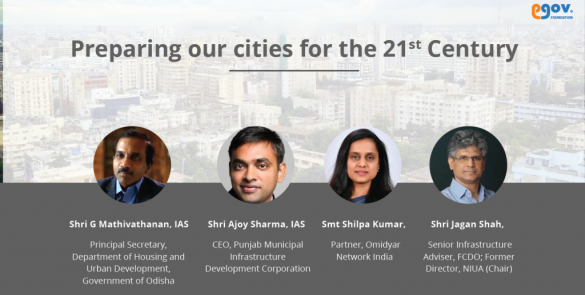 egov.
FOUNDATION
Preparing our cities for the 21st Century
Shri G Mathivathanan, IAS
Principal Secretary,
Department of Housing and
Urban Development,
Government of Odisha
Shri Ajoy Sharma, IAS
CEO, Punjab Municipal
Infrastructure
Development Corporation
Smt Shilpa Kumar,
Partner, Omidyar
Network India
Shri Jagan Shah,
Senior Infrastructure
Adviser, FCDO; Former
Director, NIUA (Chair)